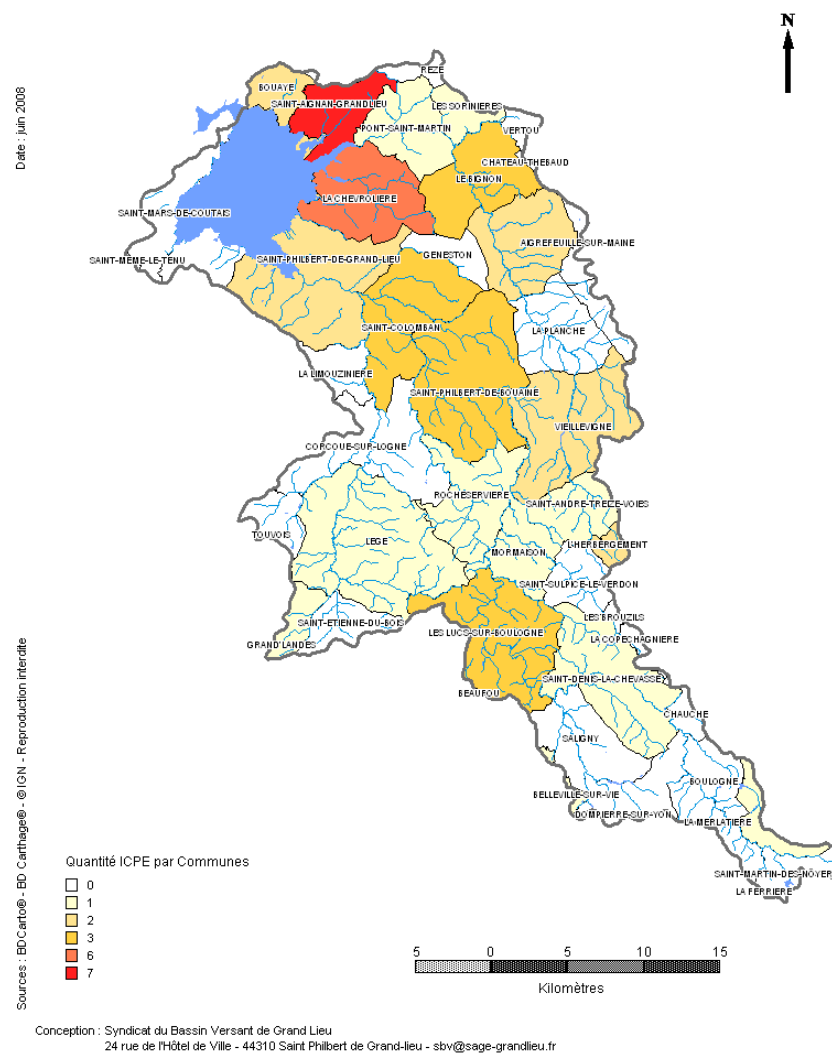 N
Date : juin 2008
REZE
BOUAYE
SAINT-AIGNAN-GRANDLIEU
LES SORINIERES
PONT-SAINT-MARTIN
VERTOU
CHATEAU-THEBAUD
LE BIGNON
LA CHEVROLIERE
SAINT-MARS-DE-COUTAIS
AIGREFEUILLE-SUR-MAINE
GENESTON
SAINT-MEME-LE-TENU
SAINT-PHILBERT-DE-GRAND-LIEU
SAINT-COLOMBAN
LA PLANCHE
LA LIMOUZINIERE
SAINT-PHILBERT-DE-BOUAINE
VIEILLEVIGNE
CORCOUE-SUR-LOGNE
ROCHESERVIERE
SAINT-ANDRE-TREIZE-VOIES
TOUVOIS
LEGE
L'HERBERGEMENT
MORMAISON
SAINT-SULPICE-LE-VERDON
LES BROUZILS
SAINT-ETIENNE-DU-BOIS
LES LUCS-SUR-BOULOGNE
LA COPECHAGNIERE
GRAND'LANDES
SAINT-DENIS-LA-CHEVASSE
BEAUFOU
CHAUCHE
SALIGNY
BOULOGNE
BELLEVILLE-SUR-VIE
DOMPIERRE-SUR-YON
LA MERLATIERE
SAINT-MARTIN-DES-NOYER
LA FERRIERE
Quantité ICPE par Communes
0
1
2
3
6
7
5 0 5 10 15
Kilomètres
Sources : BDCarto® - BD Carthage® - © IGN - Reproduction interdite
Conception : Syndicat du Bassin Versant de Grand Lieu
24 rue de l'Hôtel de Ville - 44310 Saint Philbert de Grand-lieu - sbv@sage-grandlieu.fr